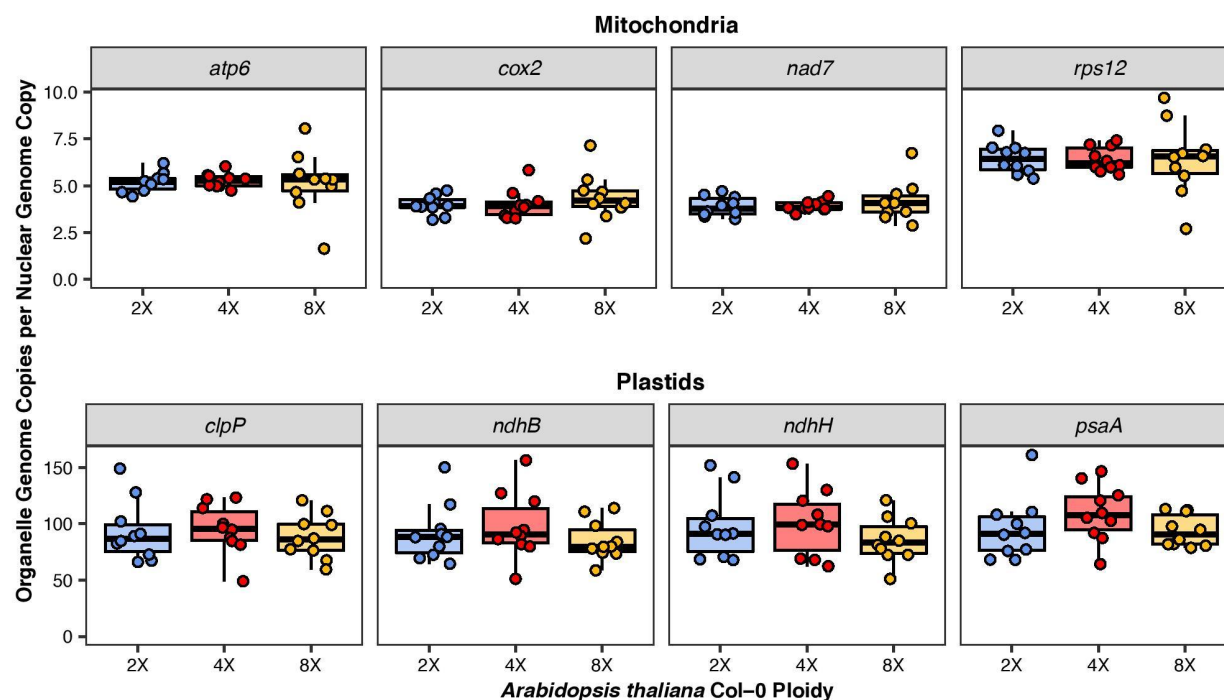 Mitochondria
atp6 cox2 nad7 rps12
10.0
7.5
5.0
2.5
0.0
2X 4X 8X 2X 4X 8X 2X 4X 8X 2X 4X 8X
Organelle Genome Copies per Nuclear Genome Copy
Plastids
clpP ndhB ndhH psaA
150
100
50
0
2X 4X 8X 2X 4X 8X 2X 4X 8X 2X 4X 8X
Arabidopsis thaliana Col–0 Ploidy